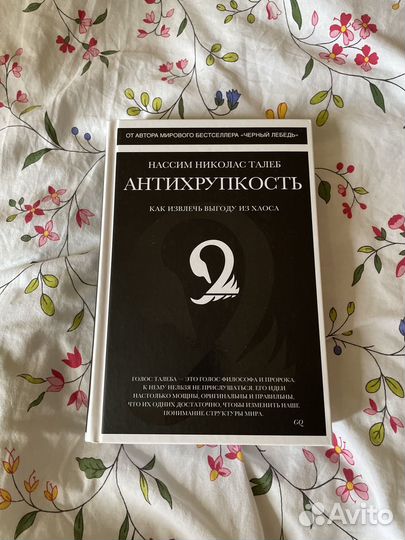 ОТ АВТОРА МИРОВОГО БЕСТСЕЛЛЕРА «ЧЕРНЫЙ ЛЕБЕДЬ»
НАССИМ НИКОЛАС ТАЛЕБ
АНТИХРУПКОСТЬ
КАК ИЗВЛЕЧЬ ВЫГОДУ ИЗ ХАОСА
ГОЛОС ТАЛЕБА — ЭТО ГОЛОС ФИЛОСОФА И ПРОРОКА.
К НЕМУ НЕЛЬЗЯ НЕ ПРИСЛУШАТЬСЯ. ЕГО ИДЕИ
НАСТОЛЬКО МОЩНЫ, ОРИГИНАЛЬНЫ И ПРАВИЛЬНЫ,
ЧТО ИХ ОДНИХ ДОСТАТОЧНО, ЧТОБЫ ИЗМЕНИТЬ НАШЕ
ПОНИМАНИЕ СТРУКТУРЫ МИРА.
GQ
Avito